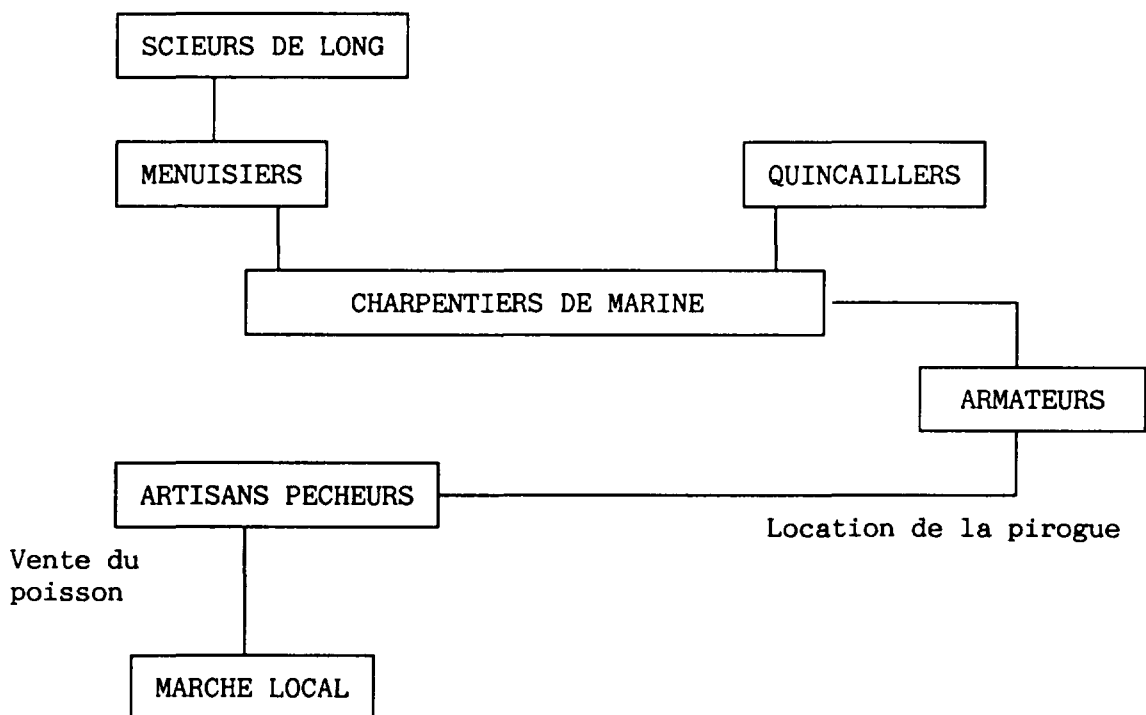 SCIEURS DE LONG
MENUISIERS
QUINCAILLERS
CHARPENTIERS DE MARINE
ARMATEURS
ARTISANS PECHEURS
Location de la pirogue
Vente du
poisson
MARCHE LOCAL